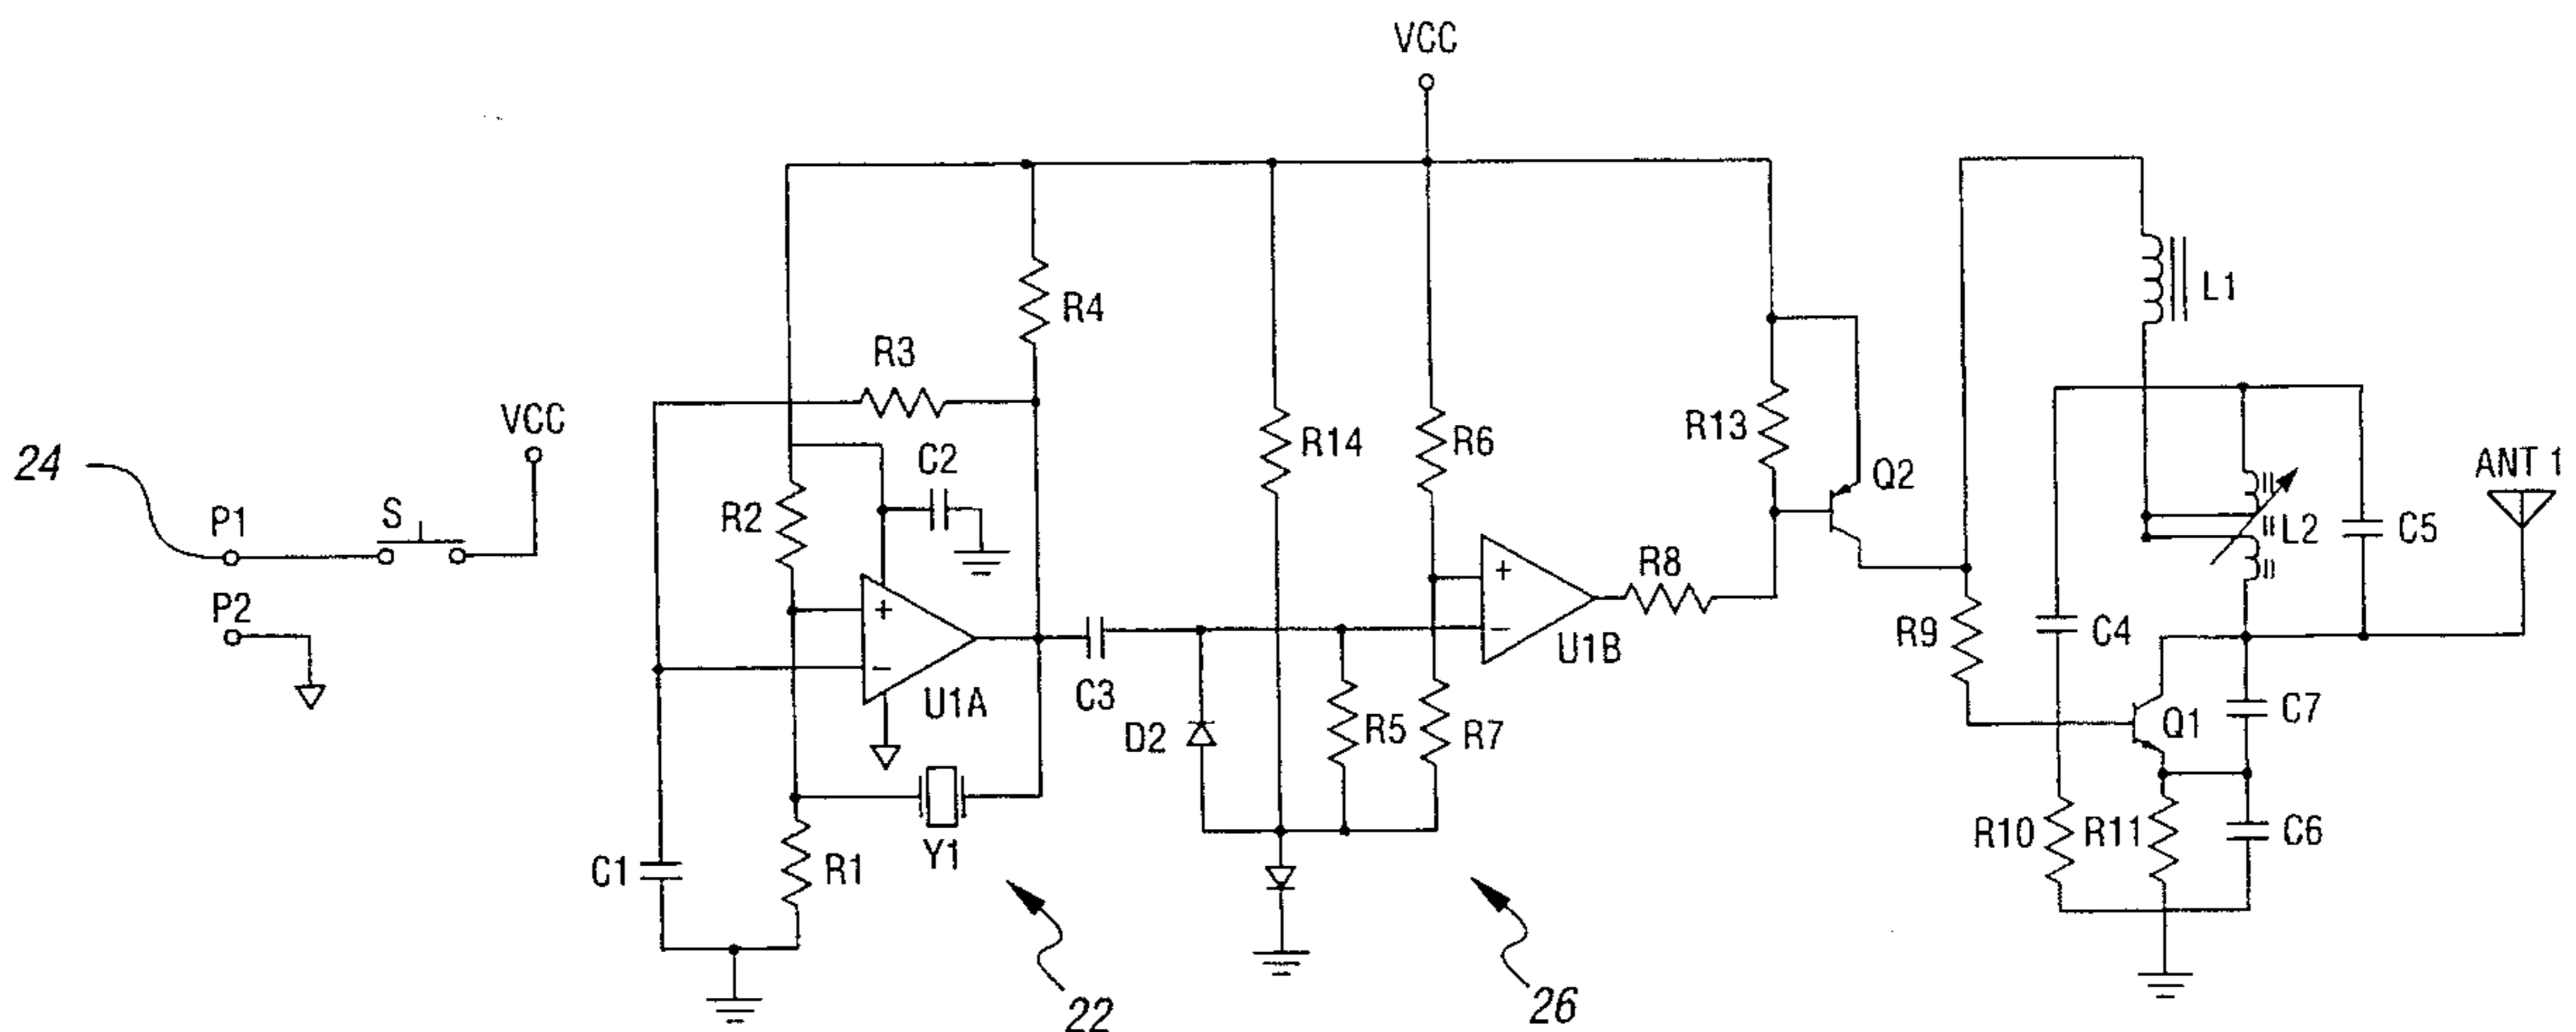 VCC
L1
R4
R3
ANT 1
VCC
C2
R14
R6
R13
Q2
24
P1
S
R2
L2
C5
+
+
R8
P2
−
−
U1B
R9
C4
U1A
C3
D2
R5
R7
Q1
C7
C1
R1
Y1
R10
R11
C6
22
26